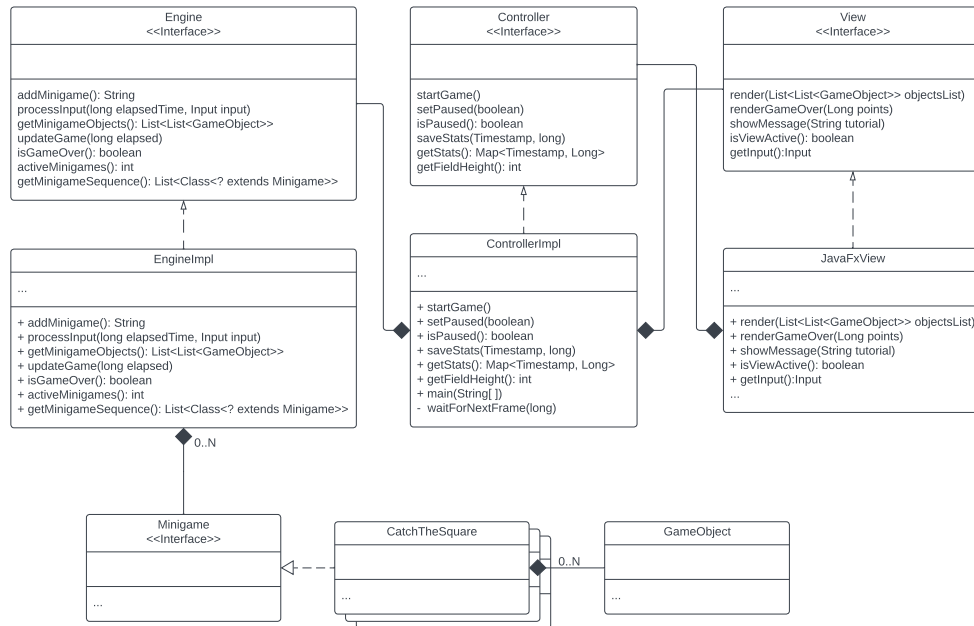 Engine
<<Interface>>
addMinigame(): String
processInput(long elapsedTime, Input input)
getMinigameObjects(): List<List<GameObject>>
updateGame(long elapsed)
isGameOver(): boolean
activeMinigames(): int
getMinigameSequence(): List<Class<? extends Minigame>>
Controller
<<Interface>>
startGame()
setPaused(boolean)
isPaused(): boolean
saveStats(Timestamp, long)
getStats(): Map<Timestamp, Long>
getFieldHeight(): int
View
<<Interface>>
render(List<List<GameObject>> objectsList)
renderGameOver(Long points)
showMessage(String tutorial)
isViewActive(): boolean
getInput():Input
EngineImpl
...
+ addMinigame(): String
+ processInput(long elapsedTime, Input input)
+ getMinigameObjects(): List<List<GameObject>>
+ updateGame(long elapsed)
+ isGameOver(): boolean
+ activeMinigames(): int
+ getMinigameSequence(): List<Class<? extends Minigame>>
ControllerImpl
...
+ startGame()
+ setPaused(boolean)
+ isPaused(): boolean
+ saveStats(Timestamp, long)
+ getStats(): Map<Timestamp, Long>
+ getFieldHeight(): int
+ main(String[ ])
- waitForNextFrame(long)
JavaFxView
...
+ render(List<List<GameObject>> objectsList)
+ renderGameOver(Long points)
+ showMessage(String tutorial)
+ isViewActive(): boolean
+ getInput():Input
...
0..N
Minigame
<<Interface>>
...
CatchTheSquare
...
0..N
GameObject
...